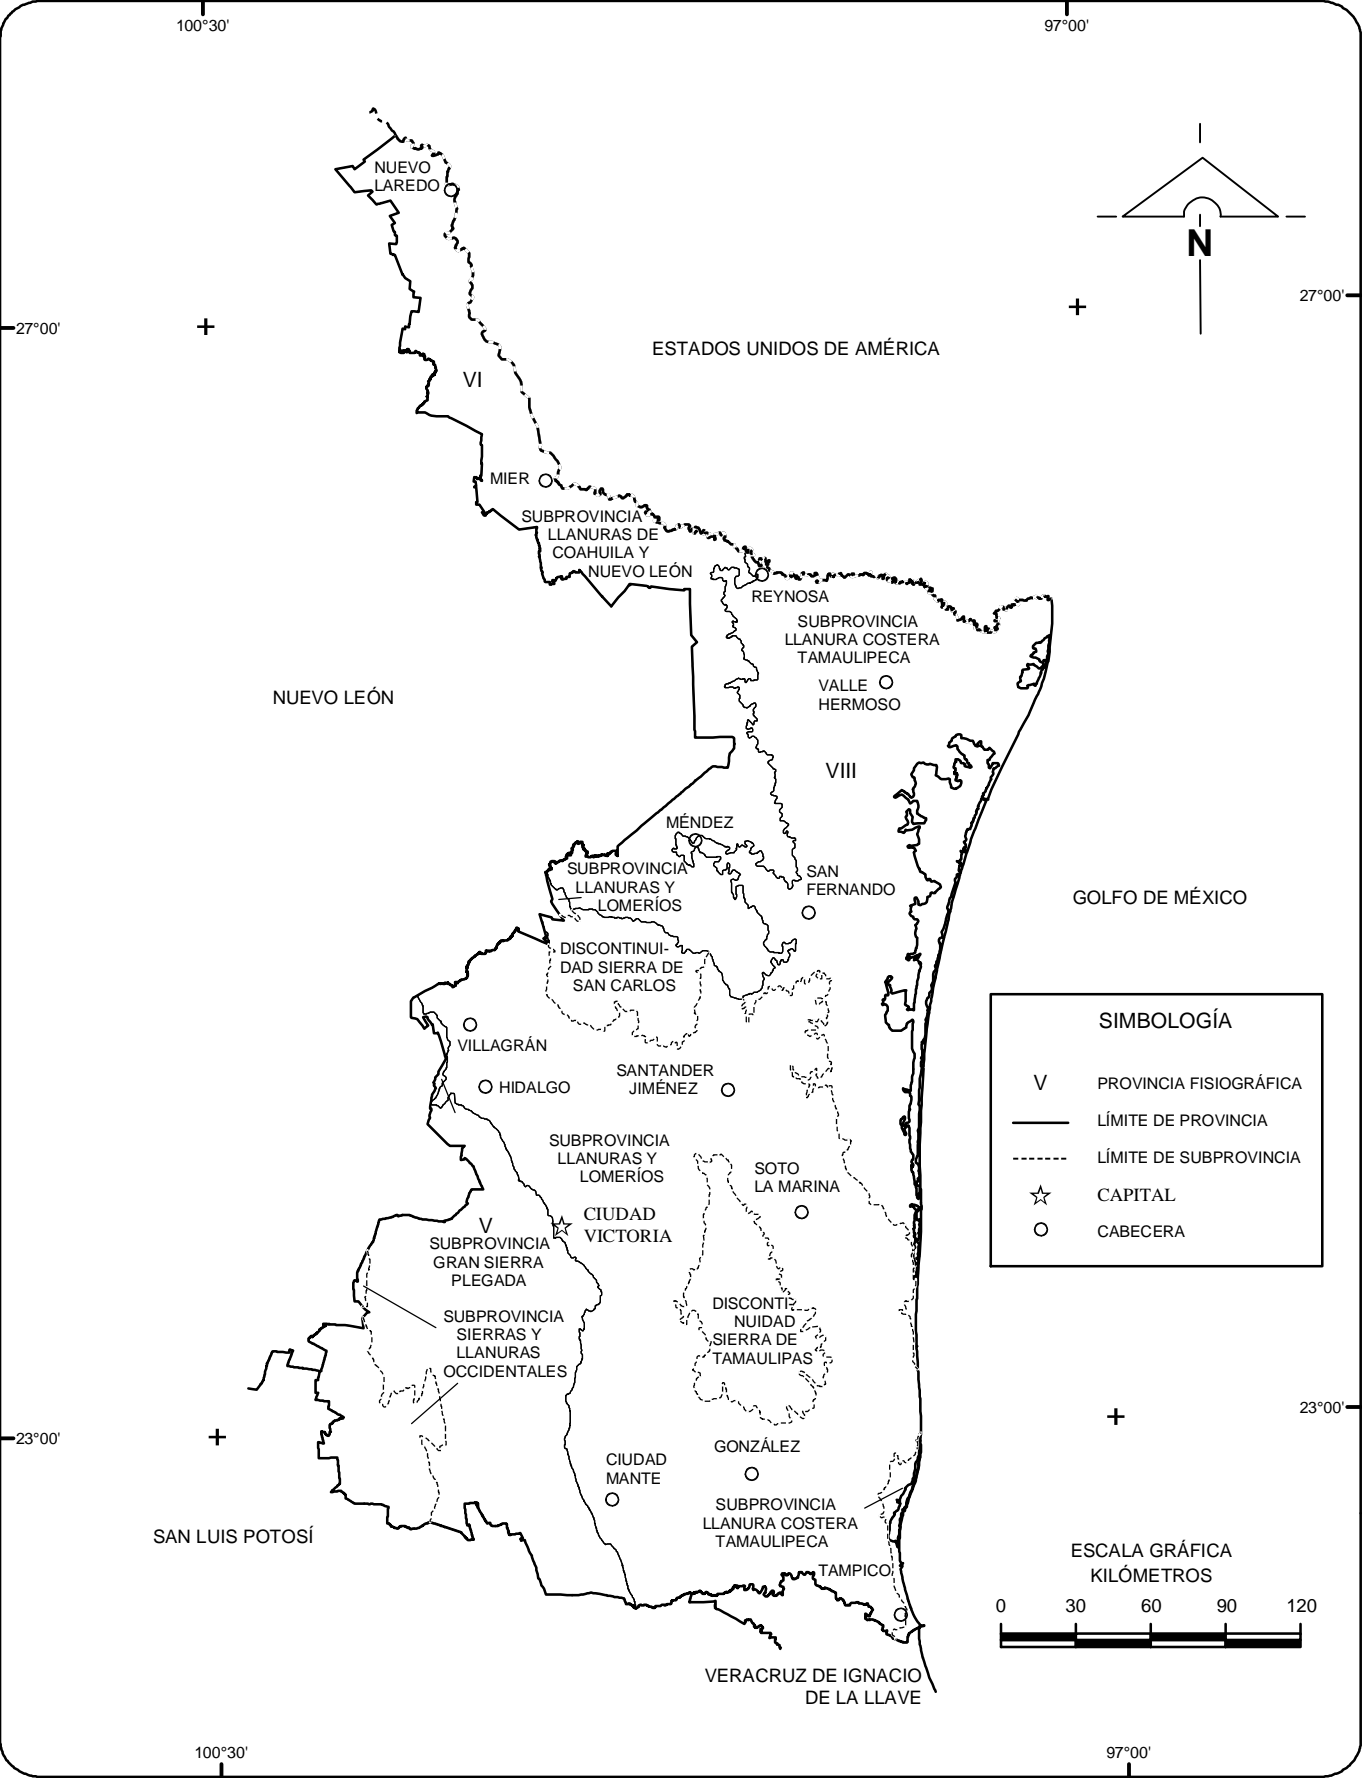 100°30'
97°00'
NUEVO
LAREDO
N
27°00'
27°00'
ESTADOS UNIDOS DE AMÉRICA
VI
MIER
SUBPROVINCIA
LLANURAS DE
COAHUILA Y
NUEVO LEÓN
REYNOSA
SUBPROVINCIA
LLANURA COSTERA
TAMAULIPECA
VALLE
HERMOSO
NUEVO LEÓN
VIII
MÉNDEZ
SUBPROVINCIA
LLANURAS Y
LOMERÍOS
SAN
FERNANDO
GOLFO DE MÉXICO
DISCONTINUI-
DAD SIERRA DE
SAN CARLOS
VILLAGRÁN
HIDALGO
SANTANDER
JIMÉNEZ
SIMBOLOGÍA
V PROVINCIA FISIOGRÁFICA
LÍMITE DE PROVINCIA
LÍMITE DE SUBPROVINCIA
CAPITAL
CABECERA
SUBPROVINCIA
LLANURAS Y
LOMERÍOS
SOTO
LA MARINA
CIUDAD
VICTORIA
V
SUBPROVINCIA
GRAN SIERRA
PLEGADA
SUBPROVINCIA
SIERRAS Y
LLANURAS
OCCIDENTALES
DISCONTI-
NUIDAD
SIERRA DE
TAMAULIPAS
23°00'
23°00'
GONZÁLEZ
CIUDAD
MANTE
SUBPROVINCIA
LLANURA COSTERA
TAMAULIPECA
SAN LUIS POTOSÍ
TAMPICO
ESCALA GRÁFICA
KILÓMETROS
0 30 60 90 120
VERACRUZ DE IGNACIO
DE LA LLAVE
100°30'
97°00'